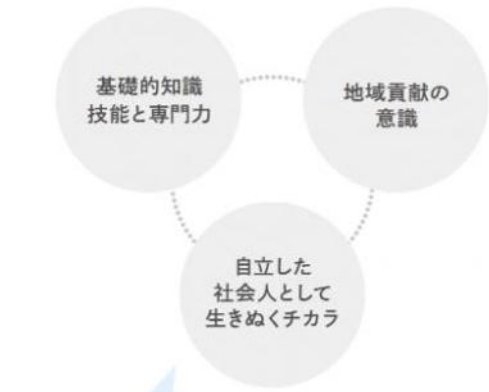 基礎的知識
技能と専門力
地域貢献の
意識
自立した
社会人として
生きぬくチカラ